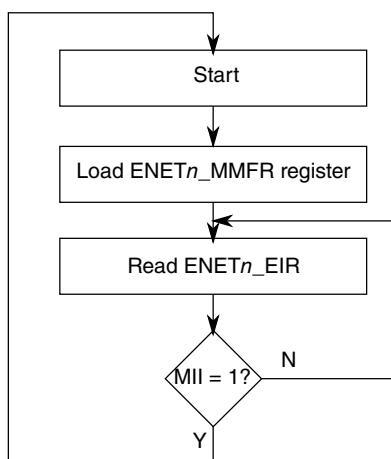 Start
Load ENETn_MMFR register
Read ENETn_EIR
MII = 1?
N
Y